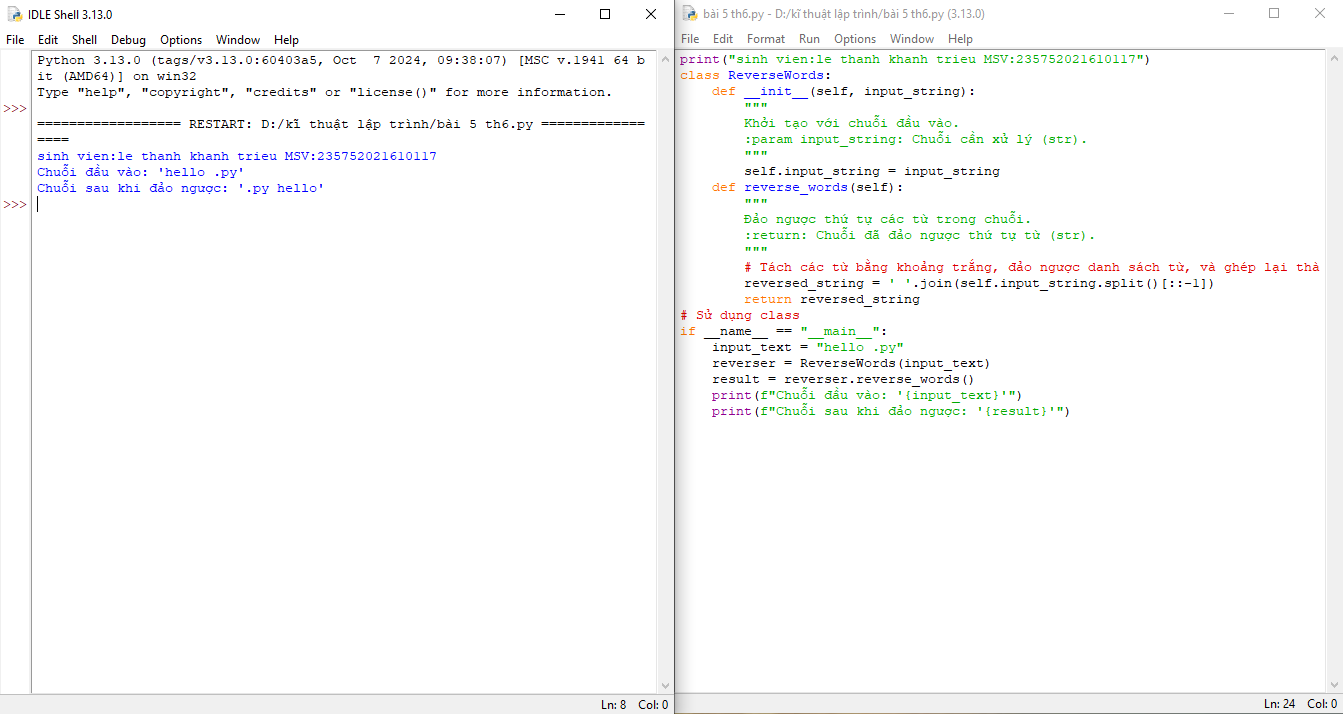 IDLE Shell 3.13.0
File Edit Shell Debug Options Window Help
Python 3.13.0 (tags/v3.13.0:60403a5, Oct  7 2024, 09:38:07) [MSC v.1941 64 b
it (AMD64)] on win32
Type "help", "copyright", "credits" or "license()" for more information.
>>>
================== RESTART: D:/kĩ thuật lập trình/bài 5 th6.py =============
====
sinh vien:le thanh khanh trieu MSV:235752021610117
Chuỗi đầu vào: 'hello .py'
Chuỗi sau khi đảo ngược: '.py hello'
>>>
Ln: 8 Col: 0
bài 5 th6.py - D:/kĩ thuật lập trình/bài 5 th6.py (3.13.0)
File Edit Format Run Options Window Help
print("sinh vien:le thanh khanh trieu MSV:235752021610117")
class ReverseWords:
    def __init__(self, input_string):
        """
        Khởi tạo với chuỗi đầu vào.
        :param input_string: Chuỗi cần xử lý (str).
        """
        self.input_string = input_string
    def reverse_words(self):
        """
        Đảo ngược thứ tự các từ trong chuỗi.
        :return: Chuỗi đã đảo ngược thứ tự từ (str).
        """
        # Tách các từ bằng khoảng trắng, đảo ngược danh sách từ, và ghép lại thà
        reversed_string = ' '.join(self.input_string.split()[::-1])
        return reversed_string
# Sử dụng class
if __name__ == "__main__":
    input_text = "hello .py"
    reverser = ReverseWords(input_text)
    result = reverser.reverse_words()
    print(f"Chuỗi đầu vào: '{input_text}'")
    print(f"Chuỗi sau khi đảo ngược: '{result}'")
Ln: 24 Col: 0